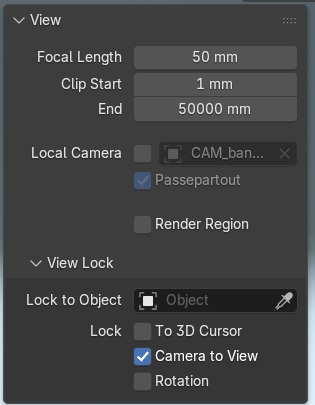 View
Focal Length 50 mm
Clip Start 1 mm
End 50000 mm
Local Camera CAM_ban...
Passepartout
Render Region
View Lock
Lock to Object Object
Lock To 3D Cursor
Camera to View
Rotation